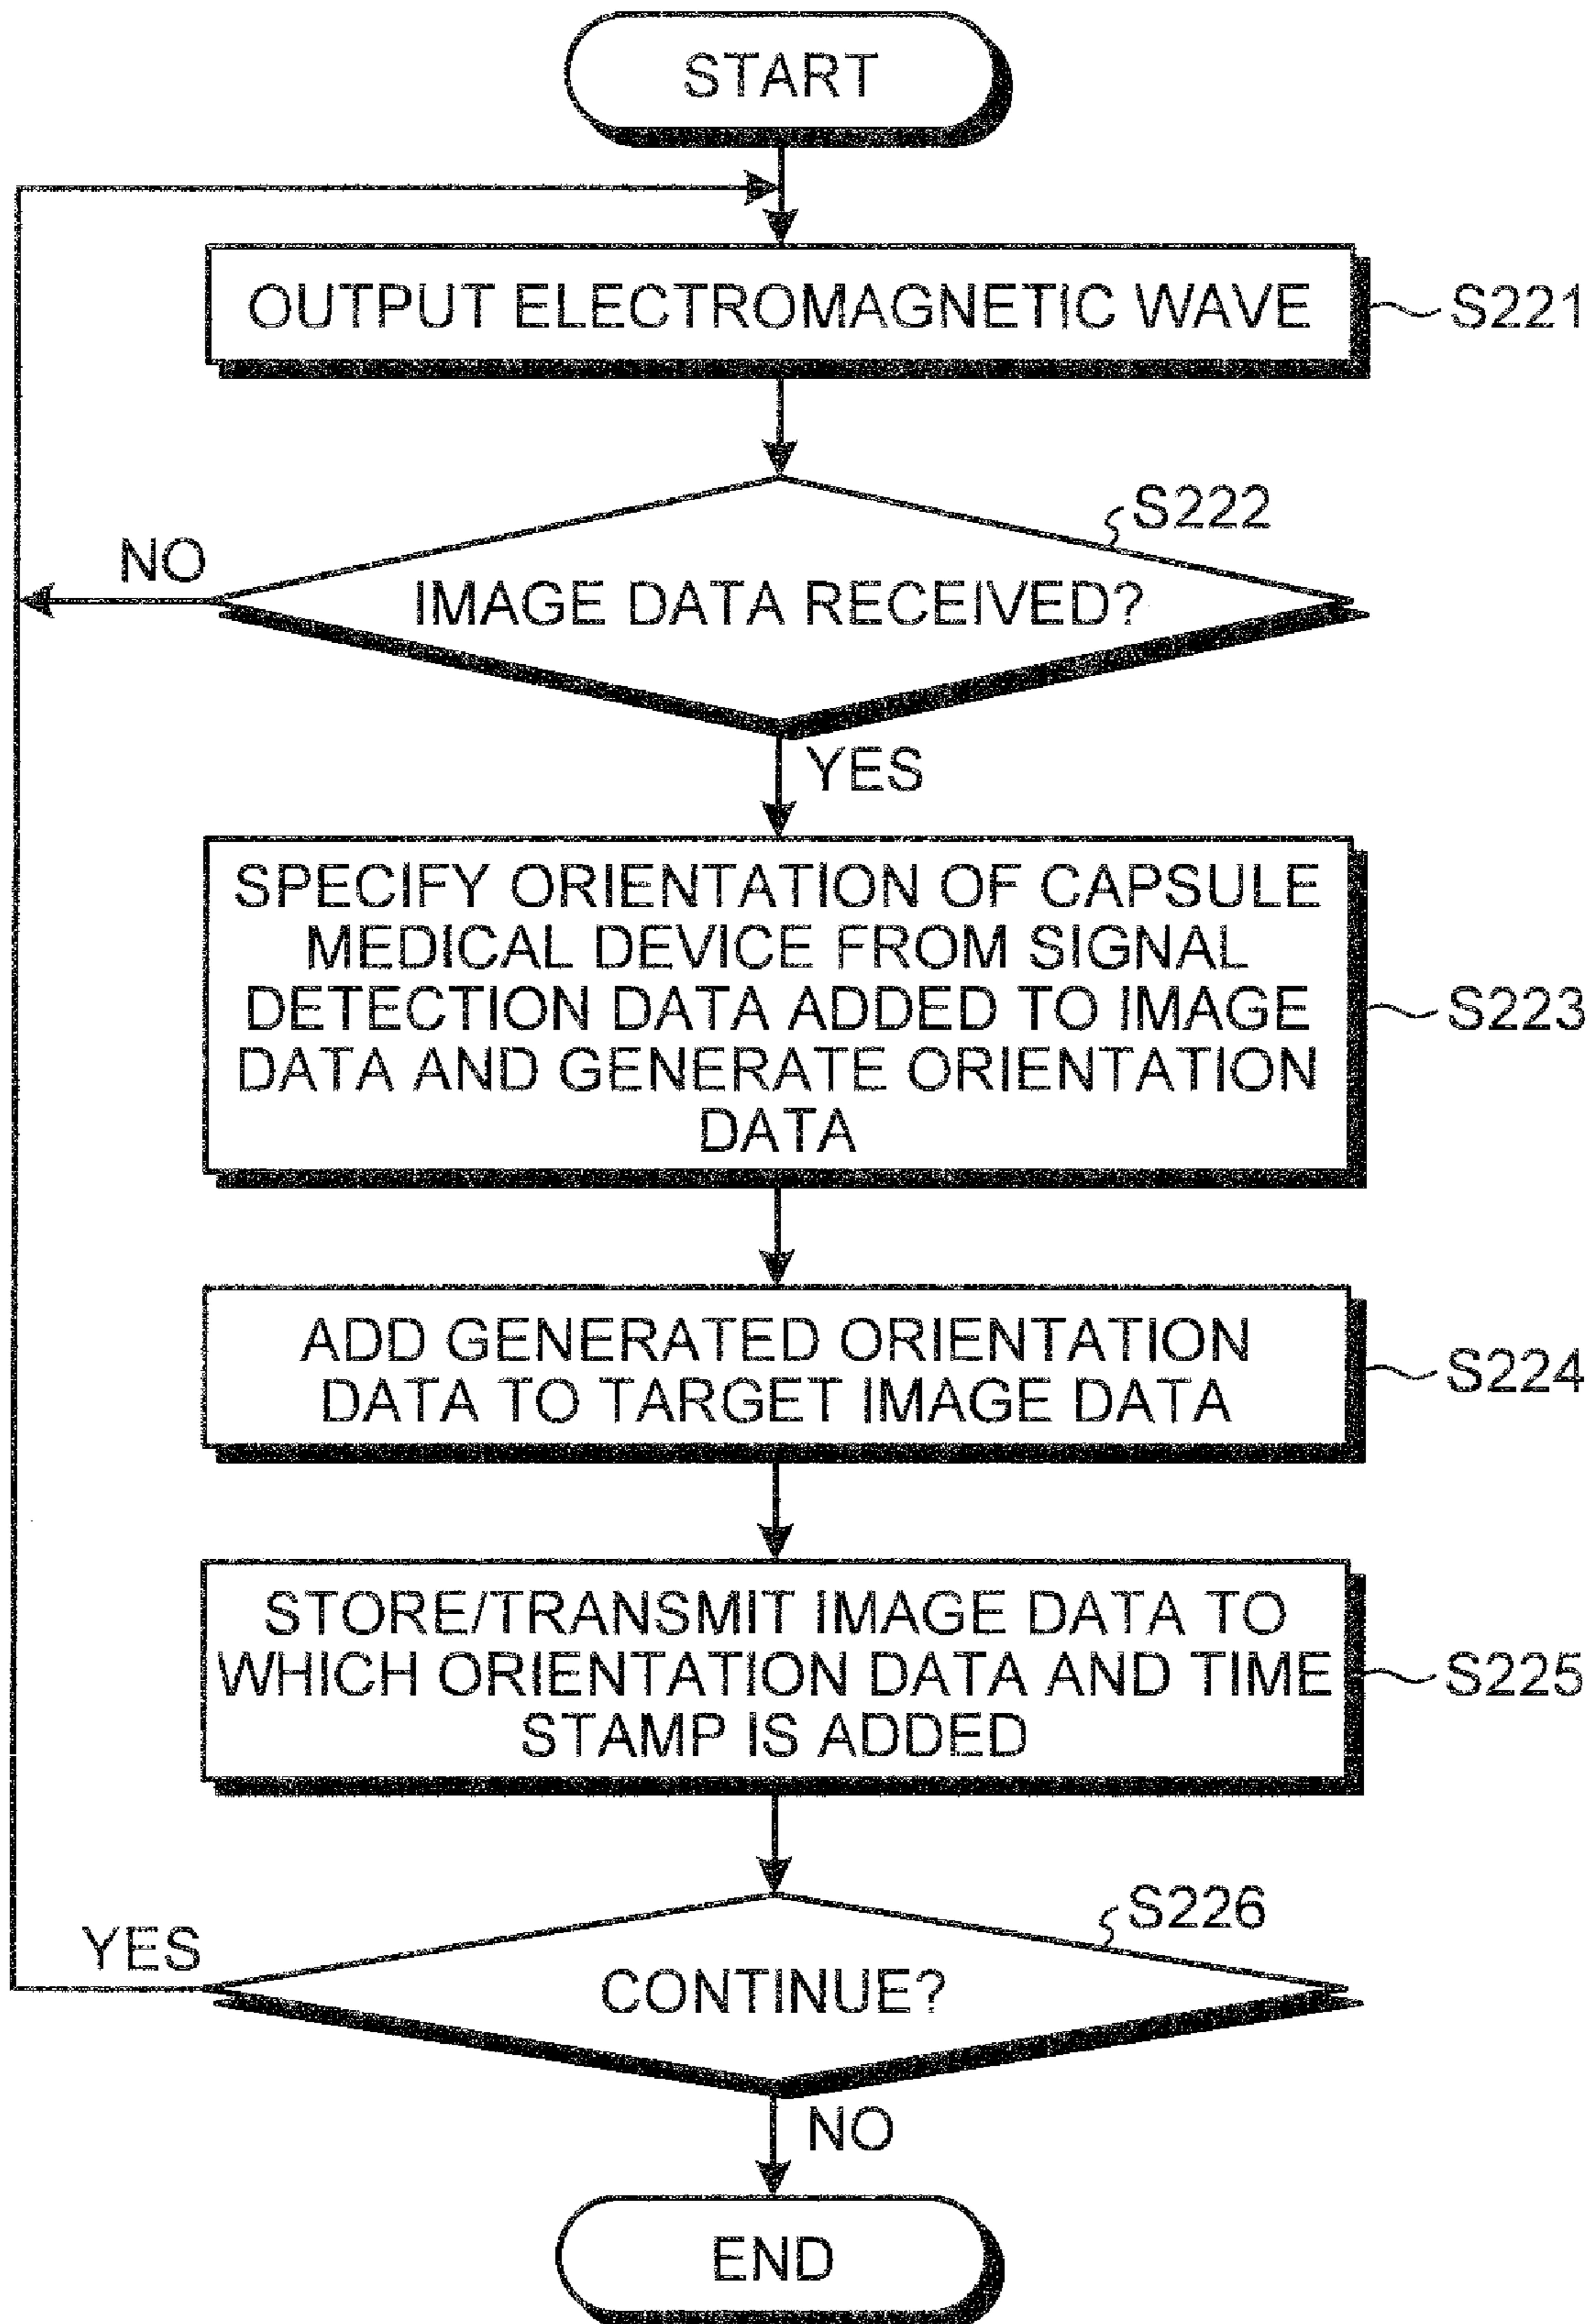 START
OUTPUT ELECTROMAGNETIC WAVE
S221
S222
NO
IMAGE DATA RECEIVED?
YES
SPECIFY ORIENTATION OF CAPSULE
MEDICAL DEVICE FROM SIGNAL
DETECTION DATA ADDED TO IMAGE
DATA AND GENERATE ORIENTATION
DATA
S223
ADD GENERATED ORIENTATION
DATA TO TARGET IMAGE DATA
S224
STORE/TRANSMIT IMAGE DATA TO
WHICH ORIENTATION DATA AND TIME
STAMP IS ADDED
S225
S226
YES
CONTINUE?
NO
END